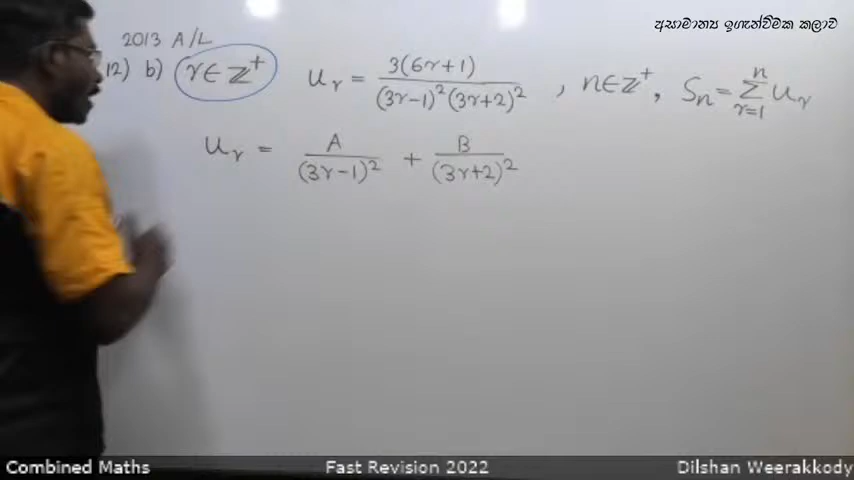 අසාමාන්‍ය ඉගැන්වීමක කලාව
2013 A/L
12) b) r∈ℤ⁺ uᵣ = 3(6r+1) / (3r-1)²(3r+2)² , n∈ℤ⁺, Sₙ = ∑ⁿᵣ₌₁ uᵣ
uᵣ = A / (3r-1)² + B / (3r+2)²
Combined Maths Fast Revision 2022 Dilshan Weerakkody